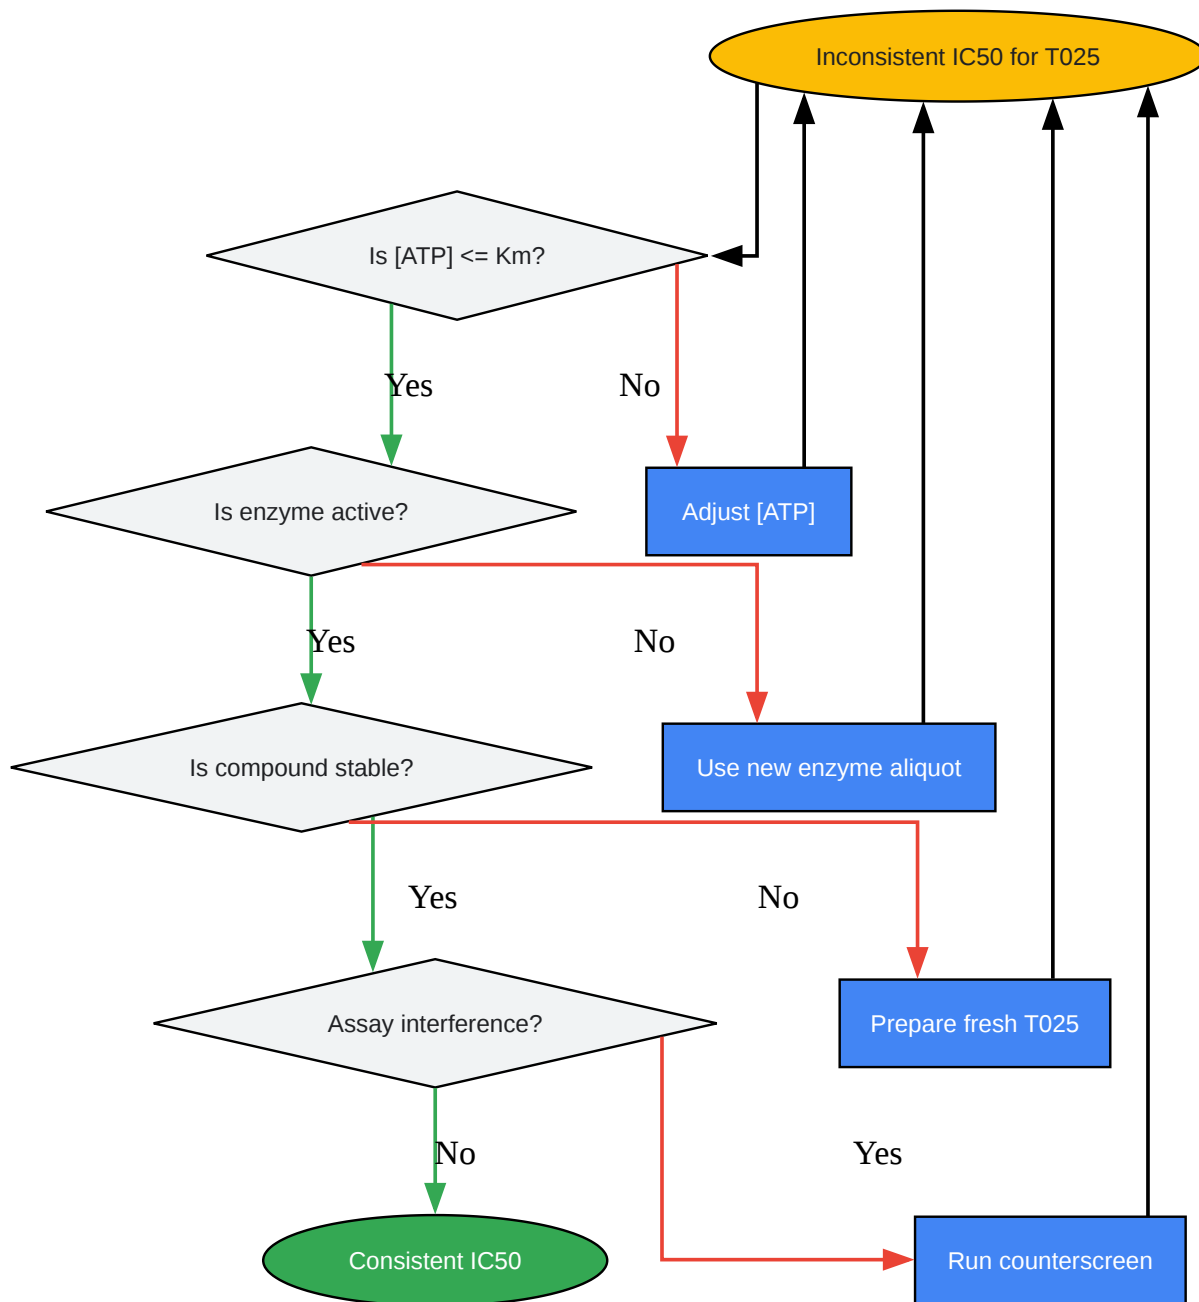 Inconsistent IC50 for T025
Is [ATP] <= Km?
Yes
No
Is enzyme active?
Adjust [ATP]
Yes
No
Is compound stable?
Use new enzyme aliquot
Yes
No
Assay interference?
Prepare fresh T025
No
Yes
Consistent IC50
Run counterscreen